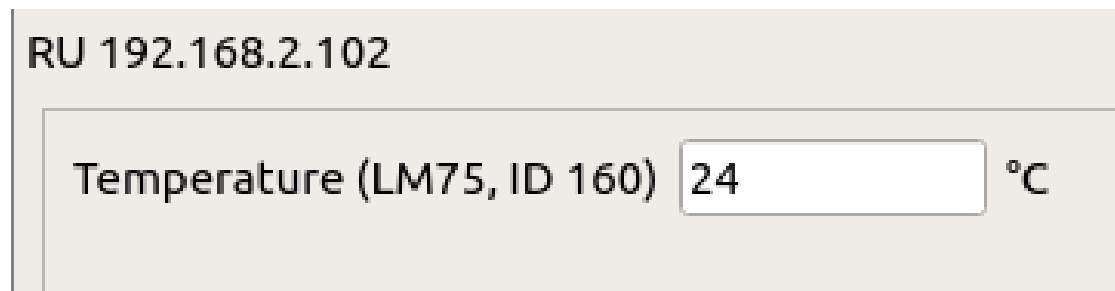 RU 192.168.2.102
Temperature (LM75, ID 160) 24 °C